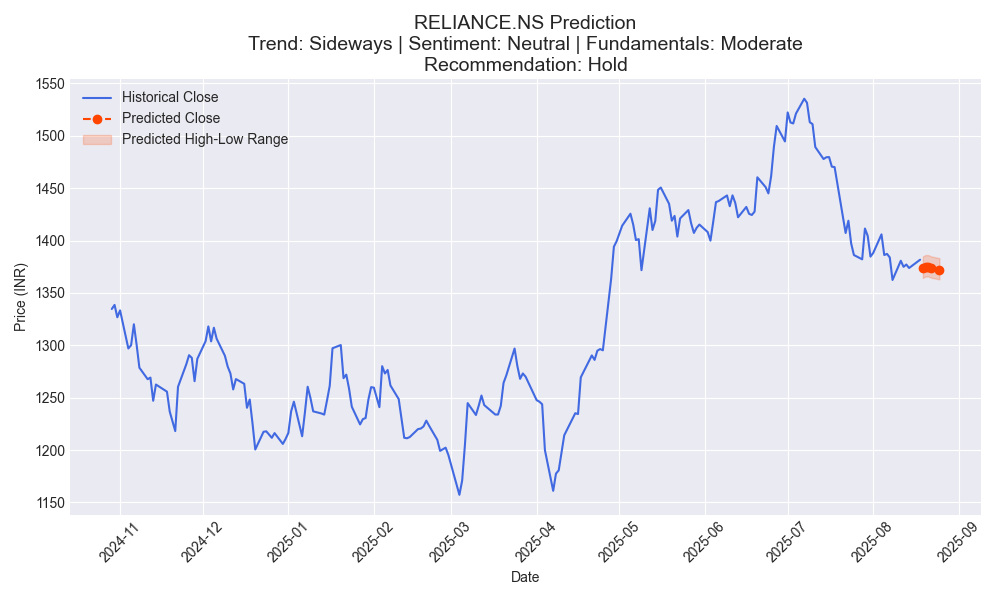 RELIANCE.NS Prediction
Trend: Sideways | Sentiment: Neutral | Fundamentals: Moderate
Recommendation: Hold
Historical Close
Predicted Close
Predicted High-Low Range
Price (INR)
1550
1500
1450
1400
1350
1300
1250
1200
1150
2024-11
2024-12
2025-01
2025-02
2025-03
2025-04
2025-05
2025-06
2025-07
2025-08
2025-09
Date